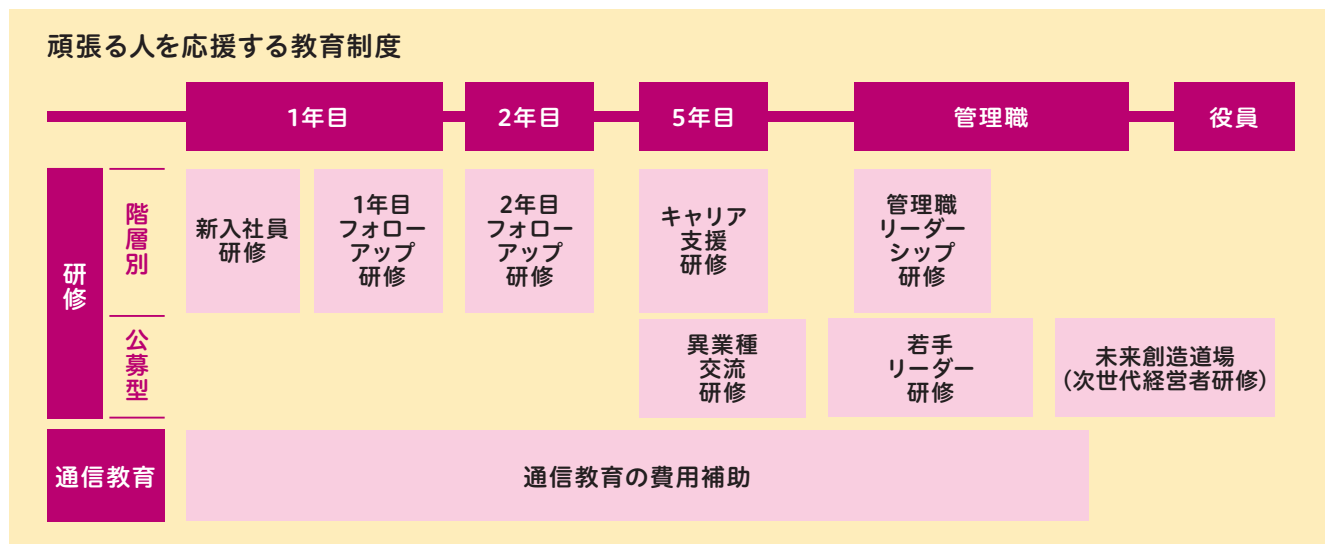 頑張る人を応援する教育制度
1年目
2年目
5年目
管理職
役員
研修
階層別
新入社員
研修
1年目
フォロー
アップ
研修
2年目
フォロー
アップ
研修
キャリア
支援
研修
管理職
リーダー
シップ
研修
公募型
異業種
交流
研修
若手
リーダー
研修
未来創造道場
(次世代経営者研修)
通信教育
通信教育の費用補助